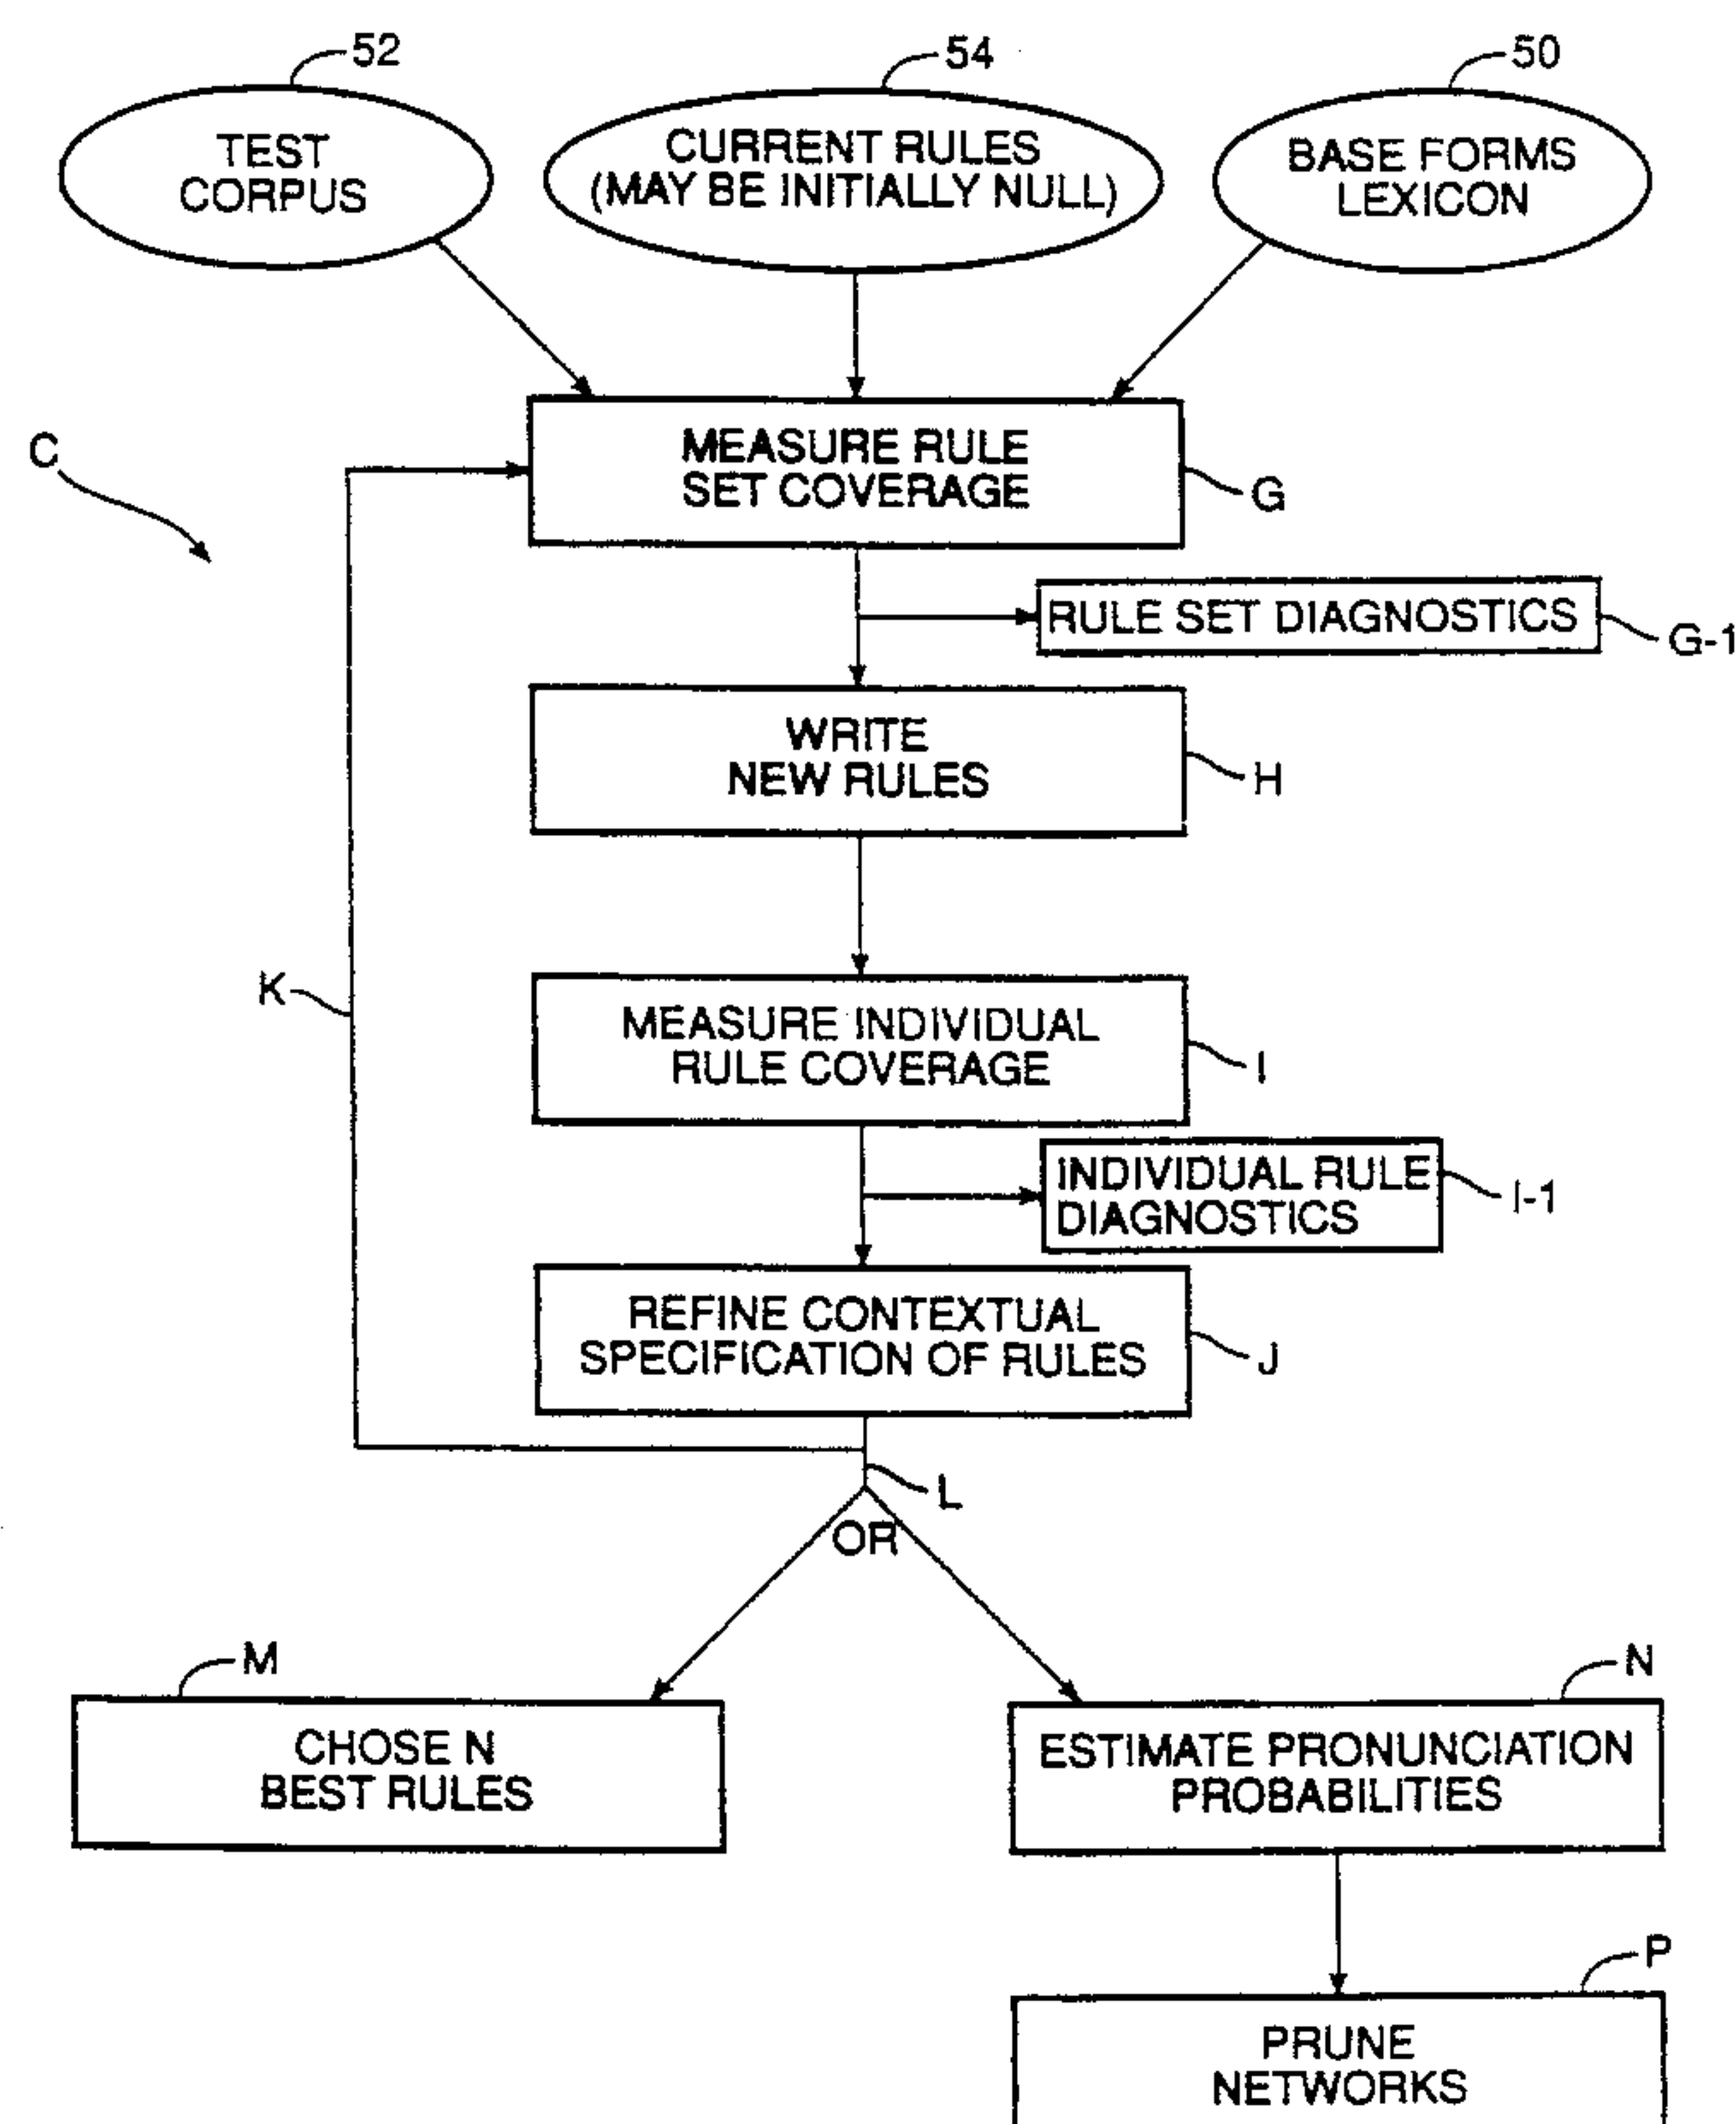 52
54
50
TEST
CORPUS
CURRENT RULES
(MAY BE INITIALLY NULL)
BASE FORMS
LEXICON
C
MEASURE RULE
SET COVERAGE
G
RULE SET DIAGNOSTICS
G-1
WRITE
NEW RULES
H
K
MEASURE INDIVIDUAL
RULE COVERAGE
I
INDIVIDUAL RULE
DIAGNOSTICS
I-1
REFINE CONTEXTUAL
SPECIFICATION OF RULES
J
L
OR
M
N
CHOSE N
BEST RULES
ESTIMATE PRONUNCIATION
PROBABILITIES
P
PRUNE
NETWORKS